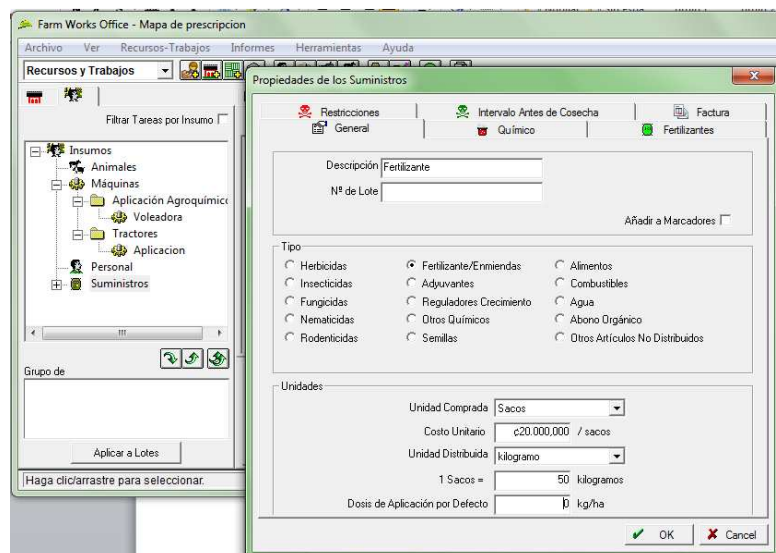 Farm Works Office - Mapa de prescripcion
Archivo Ver Recursos-Trabajos Informes Herramientas Ayuda
Recursos y Trabajos
Filtrar Tareas por Insumo
Insumos
Animales
Máquinas
Aplicación Agroquímic
Voleadora
Tractores
Aplicacion
Personal
Suministros
Grupo de
Aplicar a Lotes
Haga clic/arrastre para seleccionar.
Propiedades de los Suministros
Restricciones Intervalo Antes de Cosecha Factura
General Químico Fertilizantes
Descripción Fertilizante
Nº de Lote
Añadir a Marcadores
Tipo
Herbicidas Fertilizante/Enmiendas Alimentos
Insecticidas Adyuvantes Combustibles
Fungicidas Reguladores Crecimiento Agua
Nematicidas Otros Químicos Abono Orgánico
Rodenticidas Semillas Otros Artículos No Distribuidos
Unidades
Unidad Comprada Sacos
Costo Unitario ¢20.000,000 / sacos
Unidad Distribuida kilogramo
1 Sacos = 50 kilogramos
Dosis de Aplicación por Defecto 0 kg/ha
OK Cancel